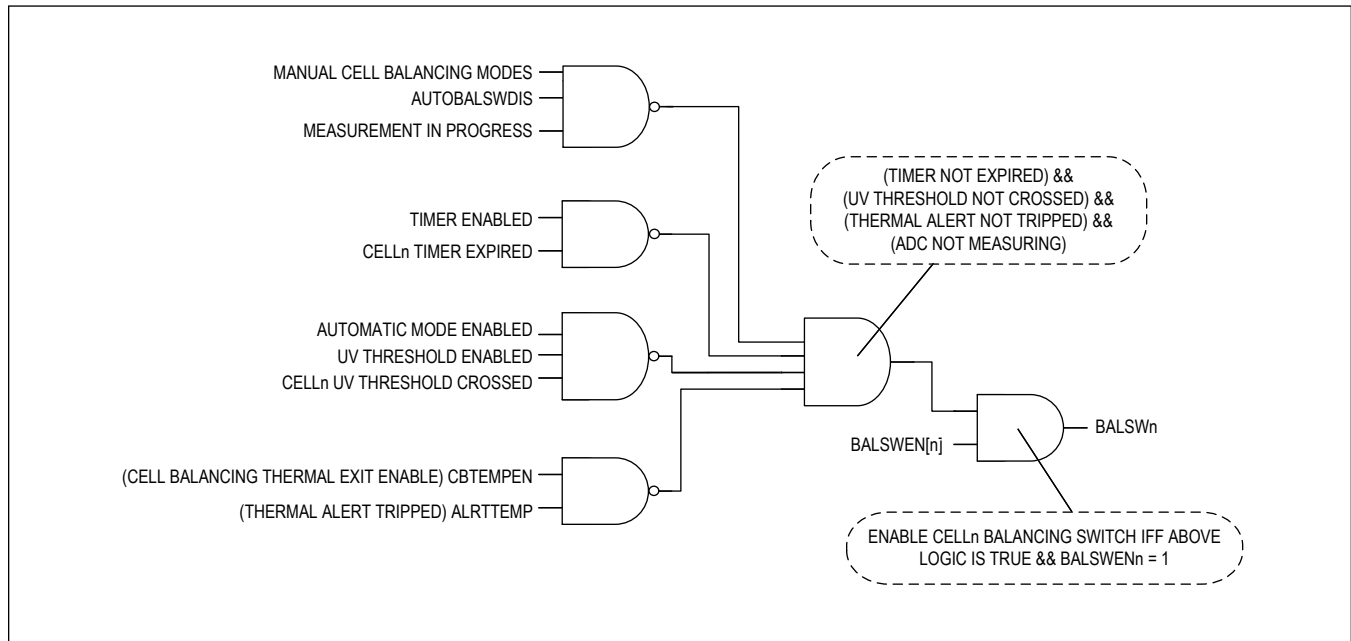 MANUAL CELL BALANCING MODES
AUTOBALSWDIS
MEASUREMENT IN PROGRESS
TIMER ENABLED
CELLn TIMER EXPIRED
AUTOMATIC MODE ENABLED
UV THRESHOLD ENABLED
CELLn UV THRESHOLD CROSSED
(CELL BALANCING THERMAL EXIT ENABLE) CBTEMPEN
(THERMAL ALERT TRIPPED) ALRTTEMP
(TIMER NOT EXPIRED) &&
(UV THRESHOLD NOT CROSSED) &&
(THERMAL ALERT NOT TRIPPED) &&
(ADC NOT MEASURING)
BALSWEN[n]
BALSWn
ENABLE CELLn BALANCING SWITCH IFF ABOVE
LOGIC IS TRUE && BALSWENn = 1